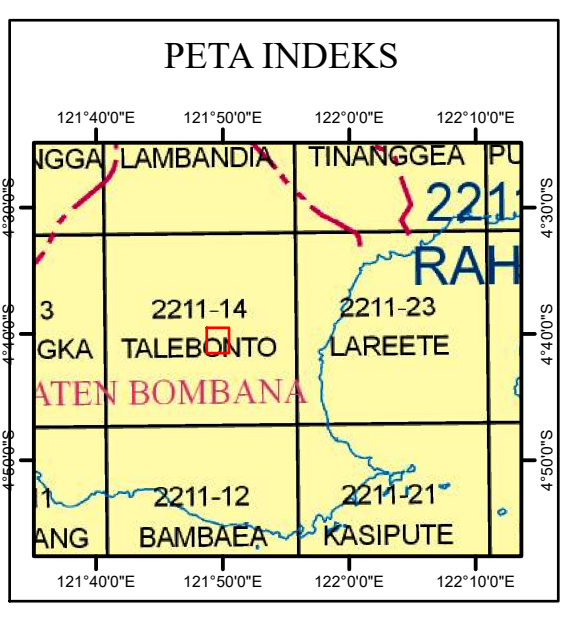 PETA INDEKS
121°40'0"E 121°50'0"E 122°0'0"E 122°10'0"E
NGGA LAMBANDIA TINANGGEA PU
4°30'0"S 221 4°30'0"S
RAH
3 2211-14 2211-23
4°40'0"S GKA TALEBONTO LAREETE 4°40'0"S
ATEN BOMBANA
4°50'0"S 4°50'0"S
1 2211-12 2211-21
ANG BAMBAEA KASIPUTE
121°40'0"E 121°50'0"E 122°0'0"E 122°10'0"E